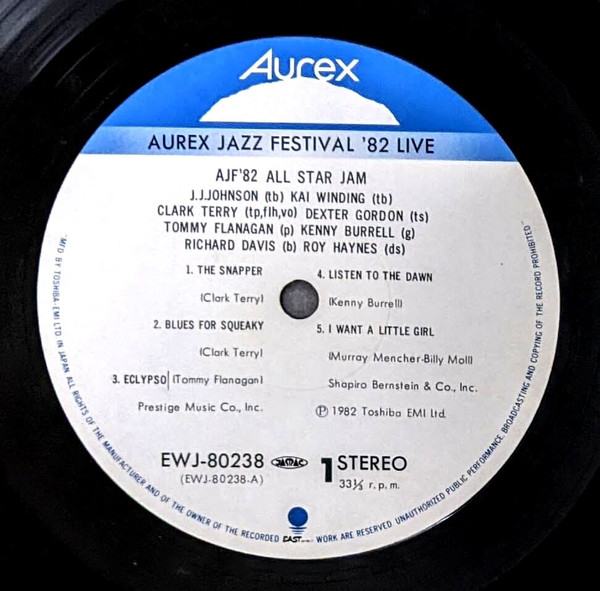 Aurex
AUREX JAZZ FESTIVAL '82 LIVE
AJF'82 ALL STAR JAM
J.J.JOHNSON (tb) KAI WINDING (tb)
CLARK TERRY (tp,flh,vo) DEXTER GORDON (ts)
TOMMY FLANAGAN (p) KENNY BURRELL (g)
RICHARD DAVIS (b) ROY HAYNES (ds)
1. THE SNAPPER
(Clark Terry)
2. BLUES FOR SQUEAKY
(Clark Terry)
3. ECLYPSO (Tommy Flanagan)
Prestige Music Co., Inc.
4. LISTEN TO THE DAWN
(Kenny Burrell)
5. I WANT A LITTLE GIRL
(Murray Mencher-Billy Moll)
Shapiro Bernstein & Co., Inc.
Ⓟ 1982 Toshiba EMI Ltd.
EWJ-80238 JASRAC
(EWJ-80238-A)
1 STEREO
33⅓ r. p. m.
EAST WORLD
"MF'D BY TOSHIBA-EMI LTD IN JAPAN ALL RIGHTS OF THE MANUFACTURER AND OF THE OWNER OF THE RECORDED WORK ARE RESERVED UNAUTHORIZED PUBLIC PERFORMANCE, BROADCASTING AND COPYING OF THE RECORD PROHIBITED"